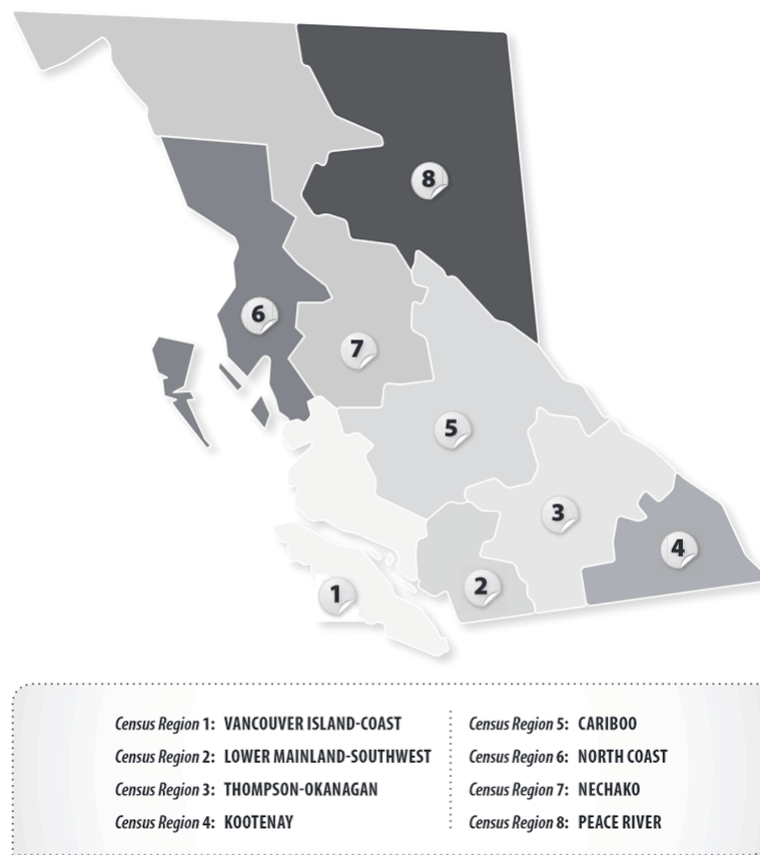 8
6
7
5
3
4
2
1
Census Region 1: VANCOUVER ISLAND-COAST
Census Region 2: LOWER MAINLAND-SOUTHWEST
Census Region 3: THOMPSON-OKANAGAN
Census Region 4: KOOTENAY
Census Region 5: CARIBOO
Census Region 6: NORTH COAST
Census Region 7: NECHAKO
Census Region 8: PEACE RIVER